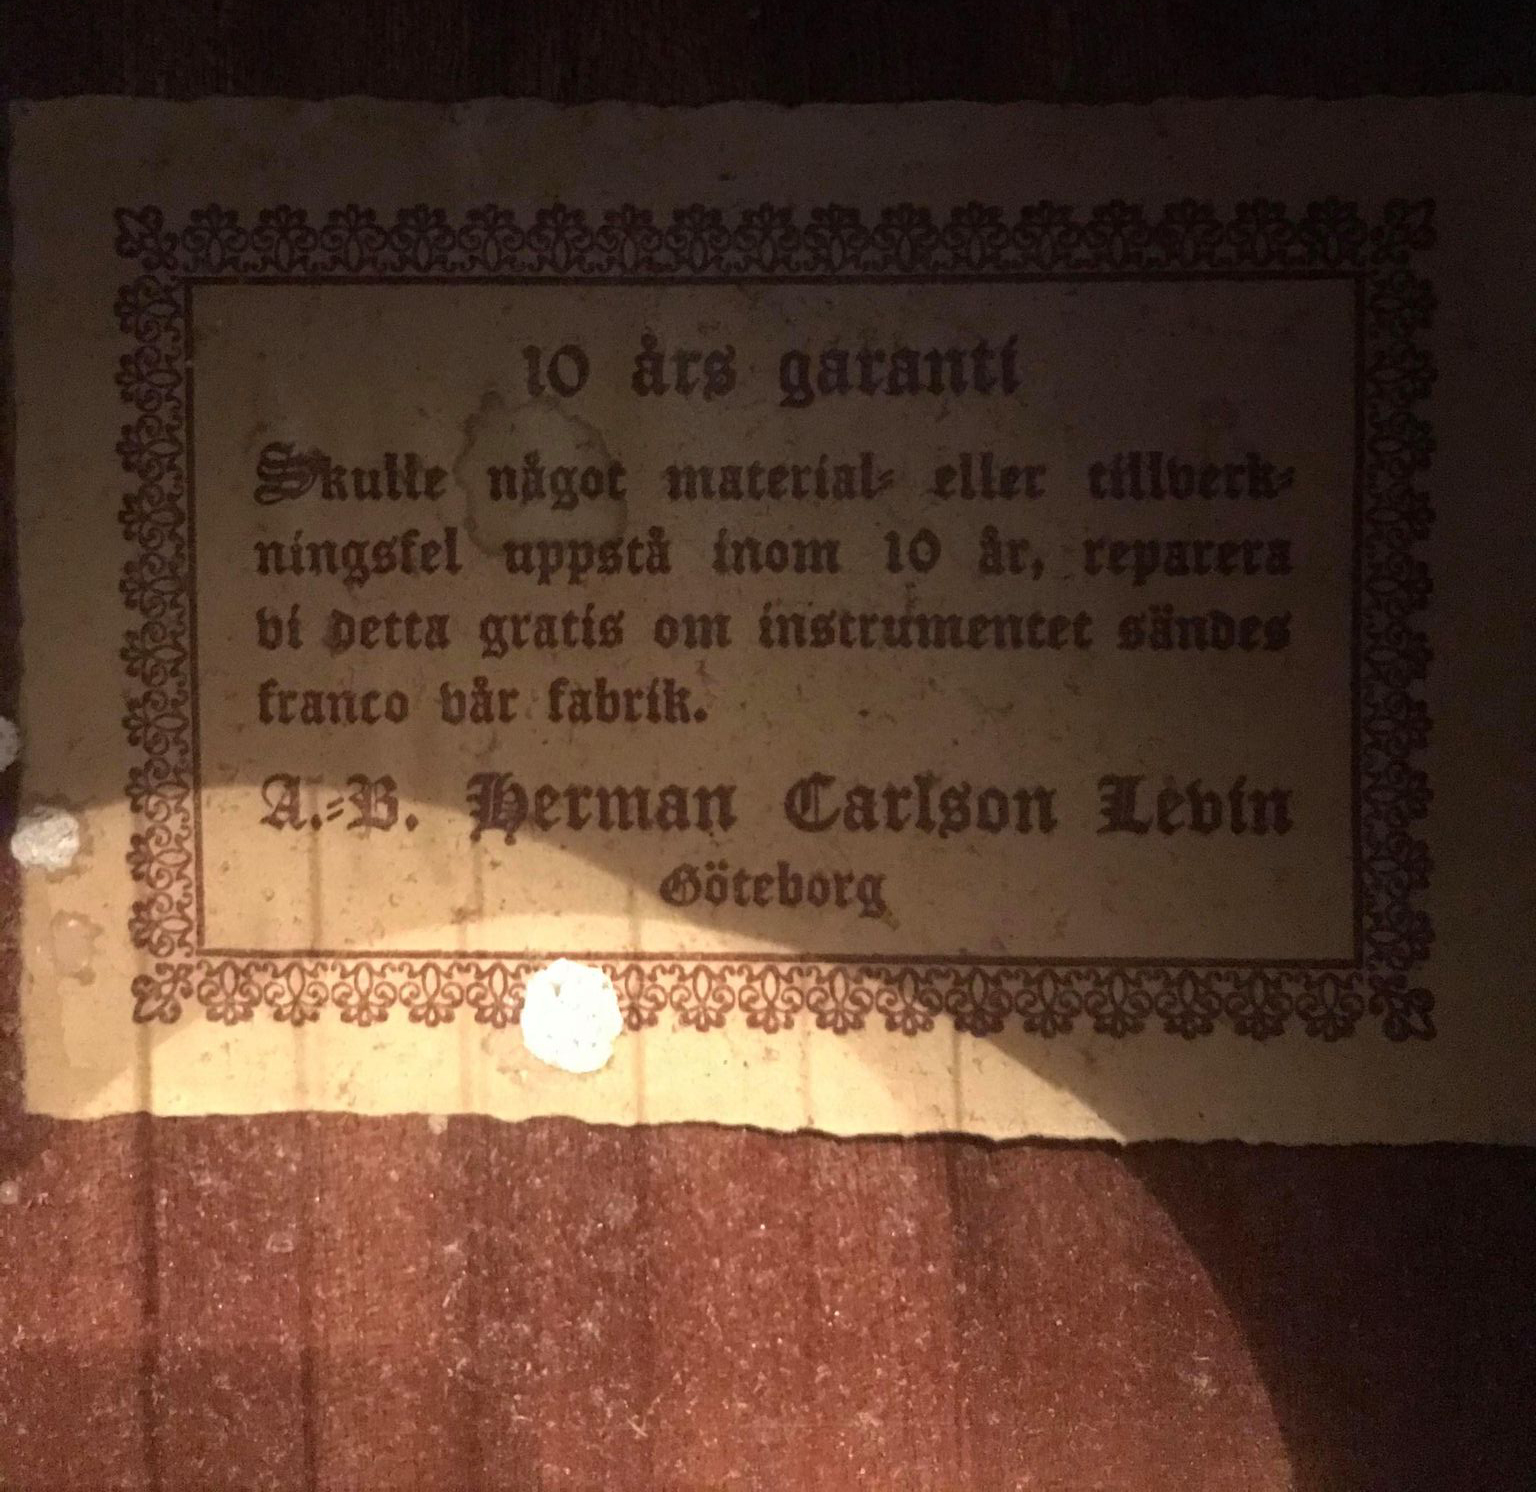 10 års garanti
Skulle något material= eller tillverk=
ningsfel uppstå inom 10 år, reparera
vi detta gratis om instrumentet sändes
franco vår fabrik.
A.=B. Herman Carlson Levin
Göteborg